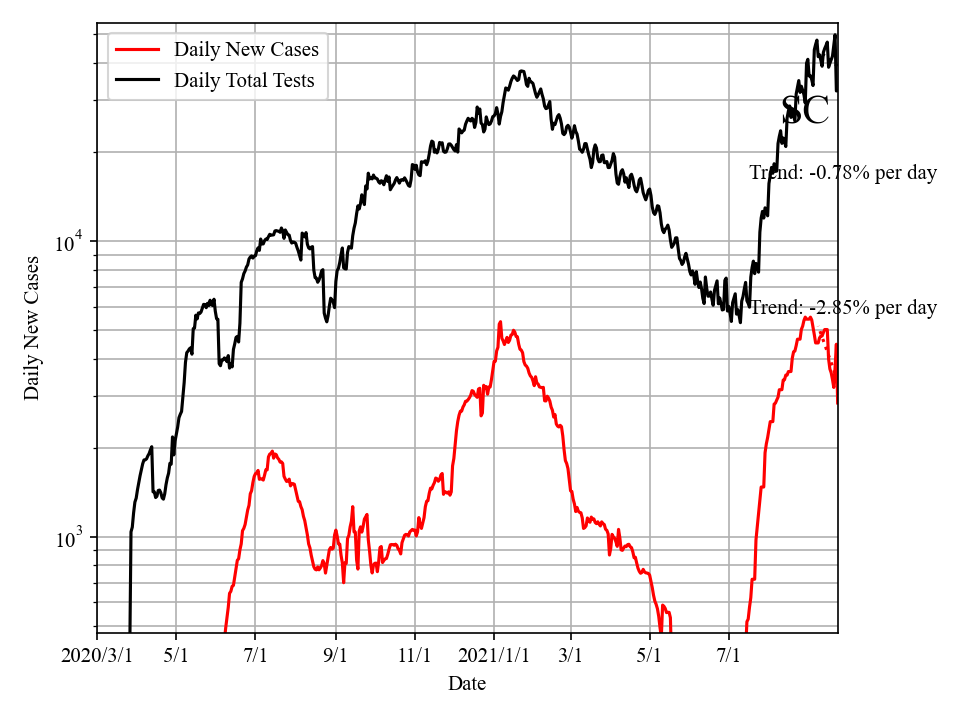 Daily New Cases
Daily Total Tests
SC
Trend: -0.78% per day
Trend: -2.85% per day
10^4
10^3
Daily New Cases
2020/3/1 5/1 7/1 9/1 11/1 2021/1/1 3/1 5/1 7/1
Date